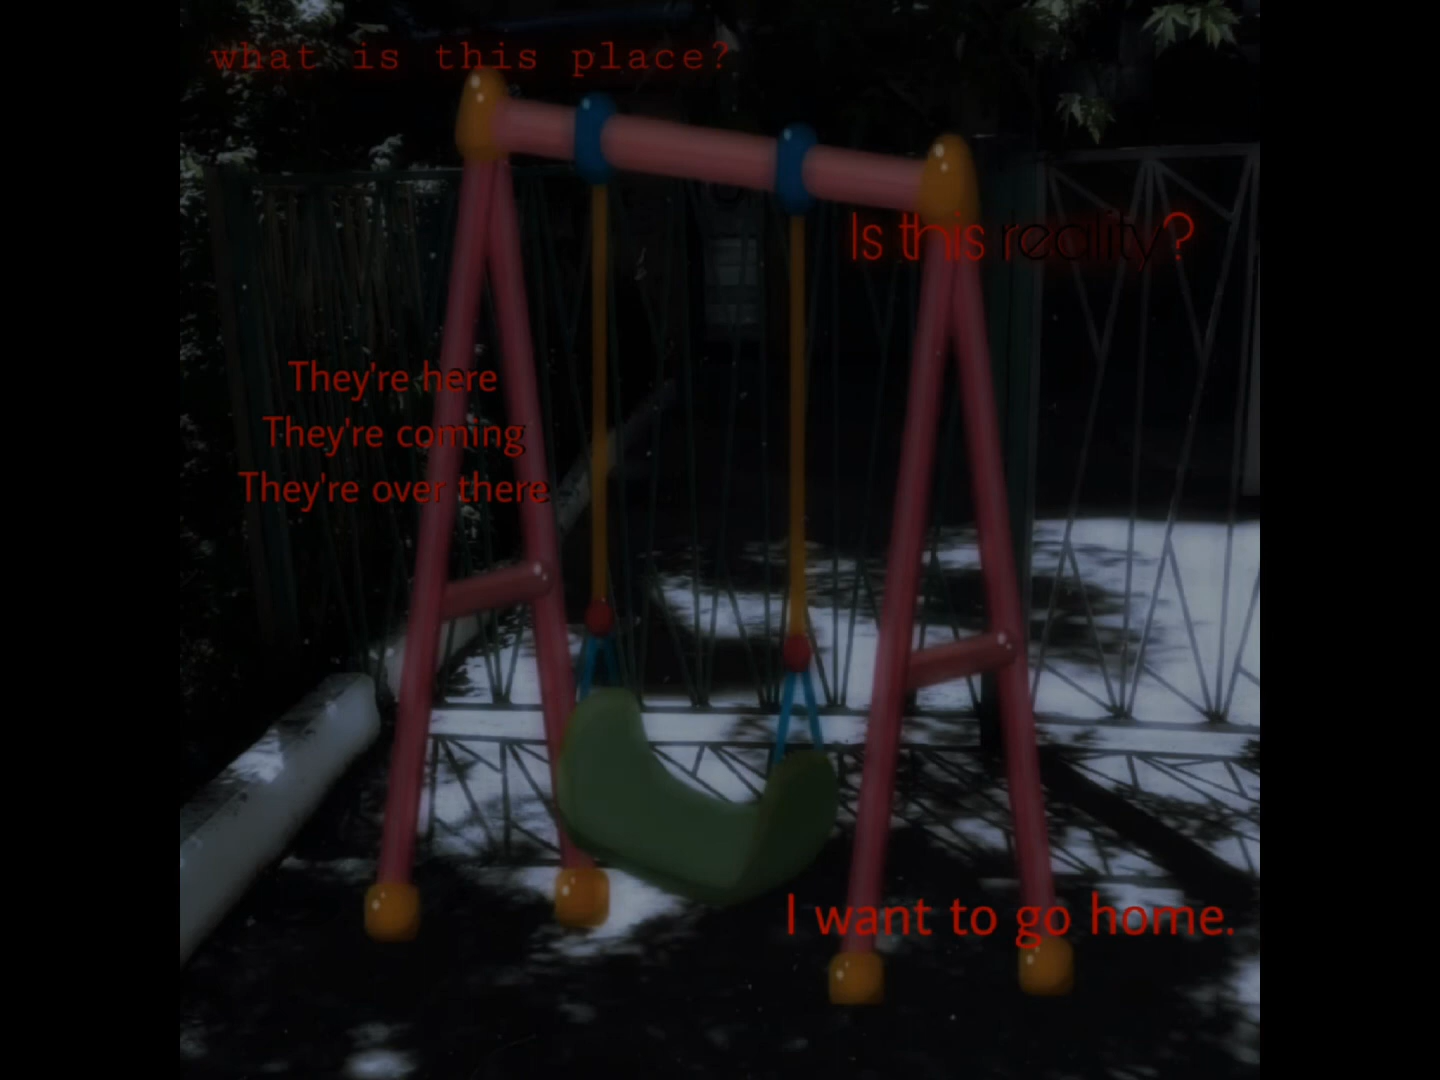 what is this place?
Is this reality?
They're here
They're coming
They're over there
I want to go home.